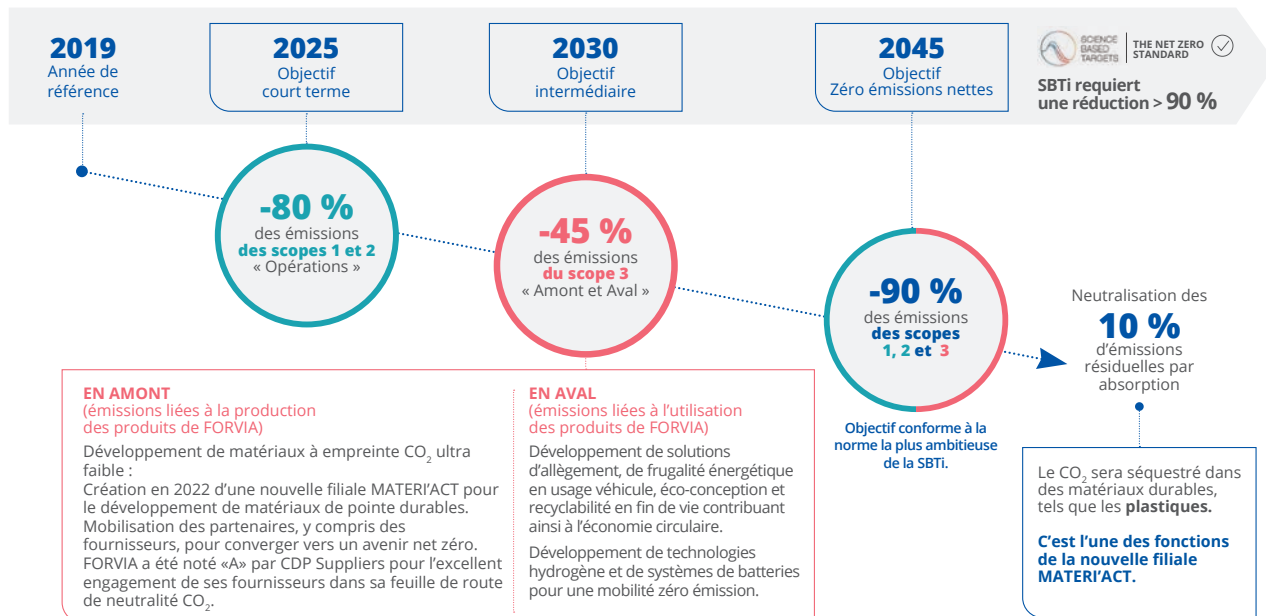 2019
Année de
référence
2025
Objectif
court terme
2030
Objectif
intermédiaire
2045
Objectif
Zéro émissions nettes
SCIENCE
BASED
TARGETS
THE NET ZERO
STANDARD
SBTi requiert
une réduction > 90 %
-80 %
des émissions
des scopes 1 et 2
« Opérations »
-45 %
des émissions
du scope 3
« Amont et Aval »
-90 %
des émissions
des scopes
1, 2 et 3
Objectif conforme à la
norme la plus ambitieuse
de la SBTi.
Neutralisation des
10 %
d'émissions
résiduelles par
absorption
EN AMONT
(émissions liées à la production
des produits de FORVIA)
Développement de matériaux à empreinte CO₂ ultra
faible :
Création en 2022 d'une nouvelle filiale MATERI'ACT pour
le développement de matériaux de pointe durables.
Mobilisation des partenaires, y compris des
fournisseurs, pour converger vers un avenir net zéro.
FORVIA a été noté «A» par CDP Suppliers pour l'excellent
engagement de ses fournisseurs dans sa feuille de route
de neutralité CO₂.
EN AVAL
(émissions liées à l'utilisation
des produits de FORVIA)
Développement de solutions
d'allègement, de frugalité énergétique
en usage véhicule, éco-conception et
recyclabilité en fin de vie contribuant
ainsi à l'économie circulaire.
Développement de technologies
hydrogène et de systèmes de batteries
pour une mobilité zéro émission.
Le CO₂ sera séquestré dans
des matériaux durables,
tels que les plastiques.
C'est l'une des fonctions
de la nouvelle filiale
MATERI'ACT.